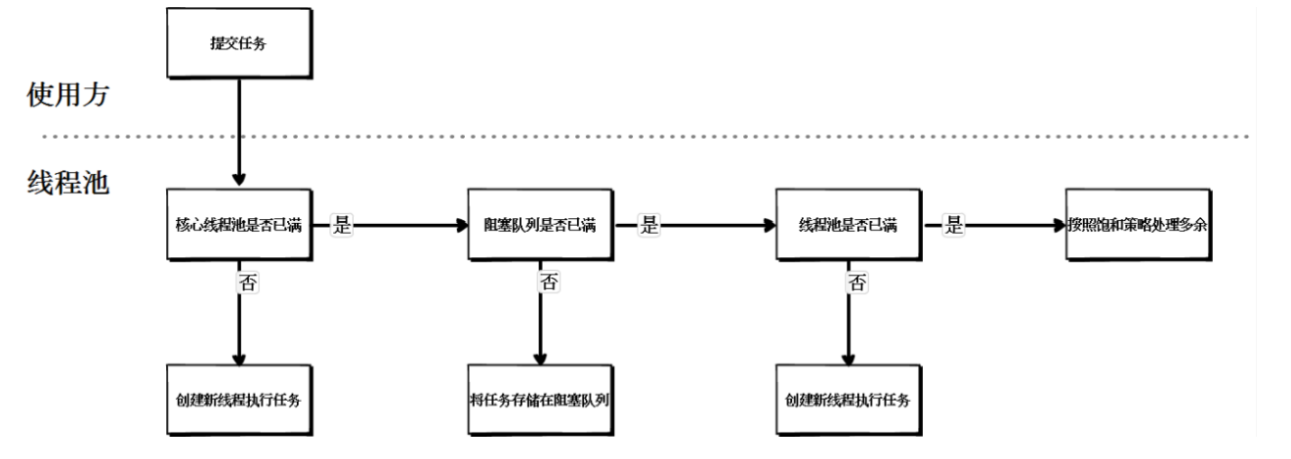 提交任务
使用方
线程池
核心线程池是否已满
是
阻塞队列是否已满
是
线程池是否已满
是
按照饱和策略处理多余
否
否
否
创建新线程执行任务
将任务存储在阻塞队列
创建新线程执行任务